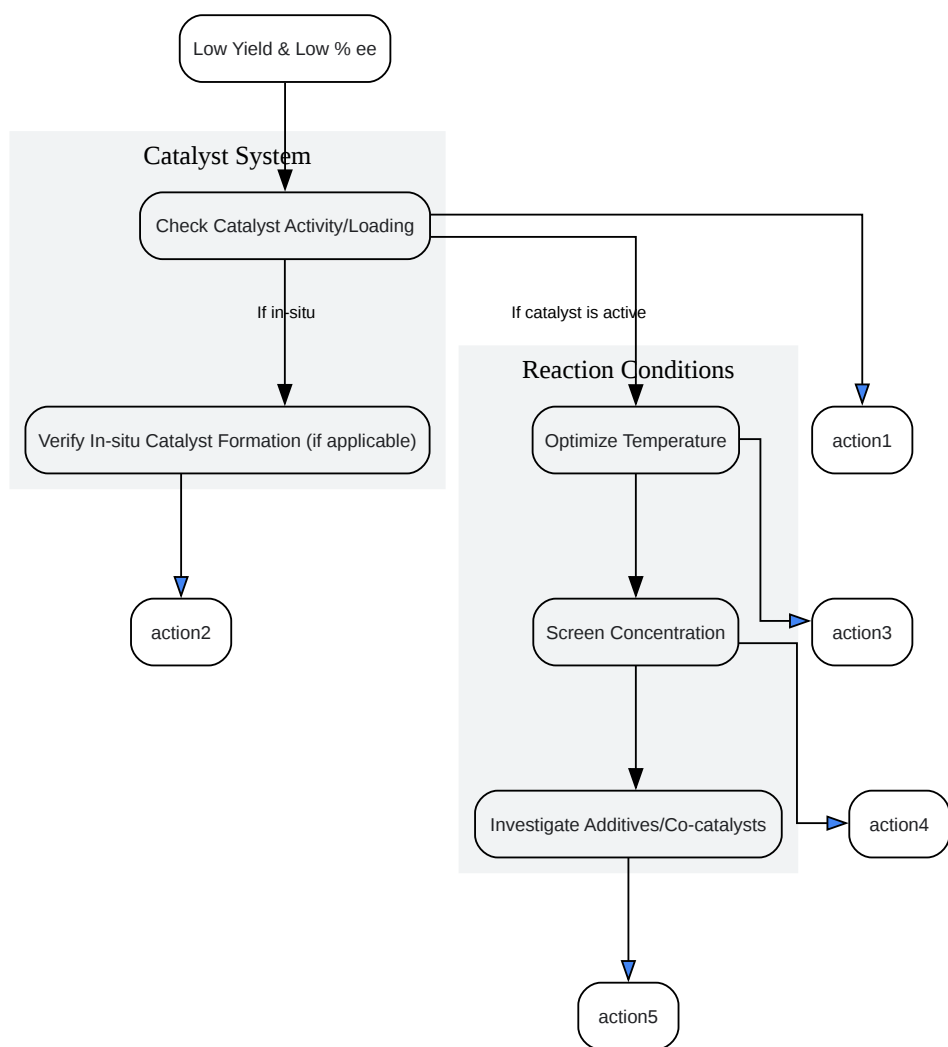 Low Yield & Low % ee
Catalyst System
Check Catalyst Activity/Loading
If in-situ
If catalyst is active
Reaction Conditions
Verify In-situ Catalyst Formation (if applicable)
Optimize Temperature
action1
action2
Screen Concentration
action3
Investigate Additives/Co-catalysts
action4
action5